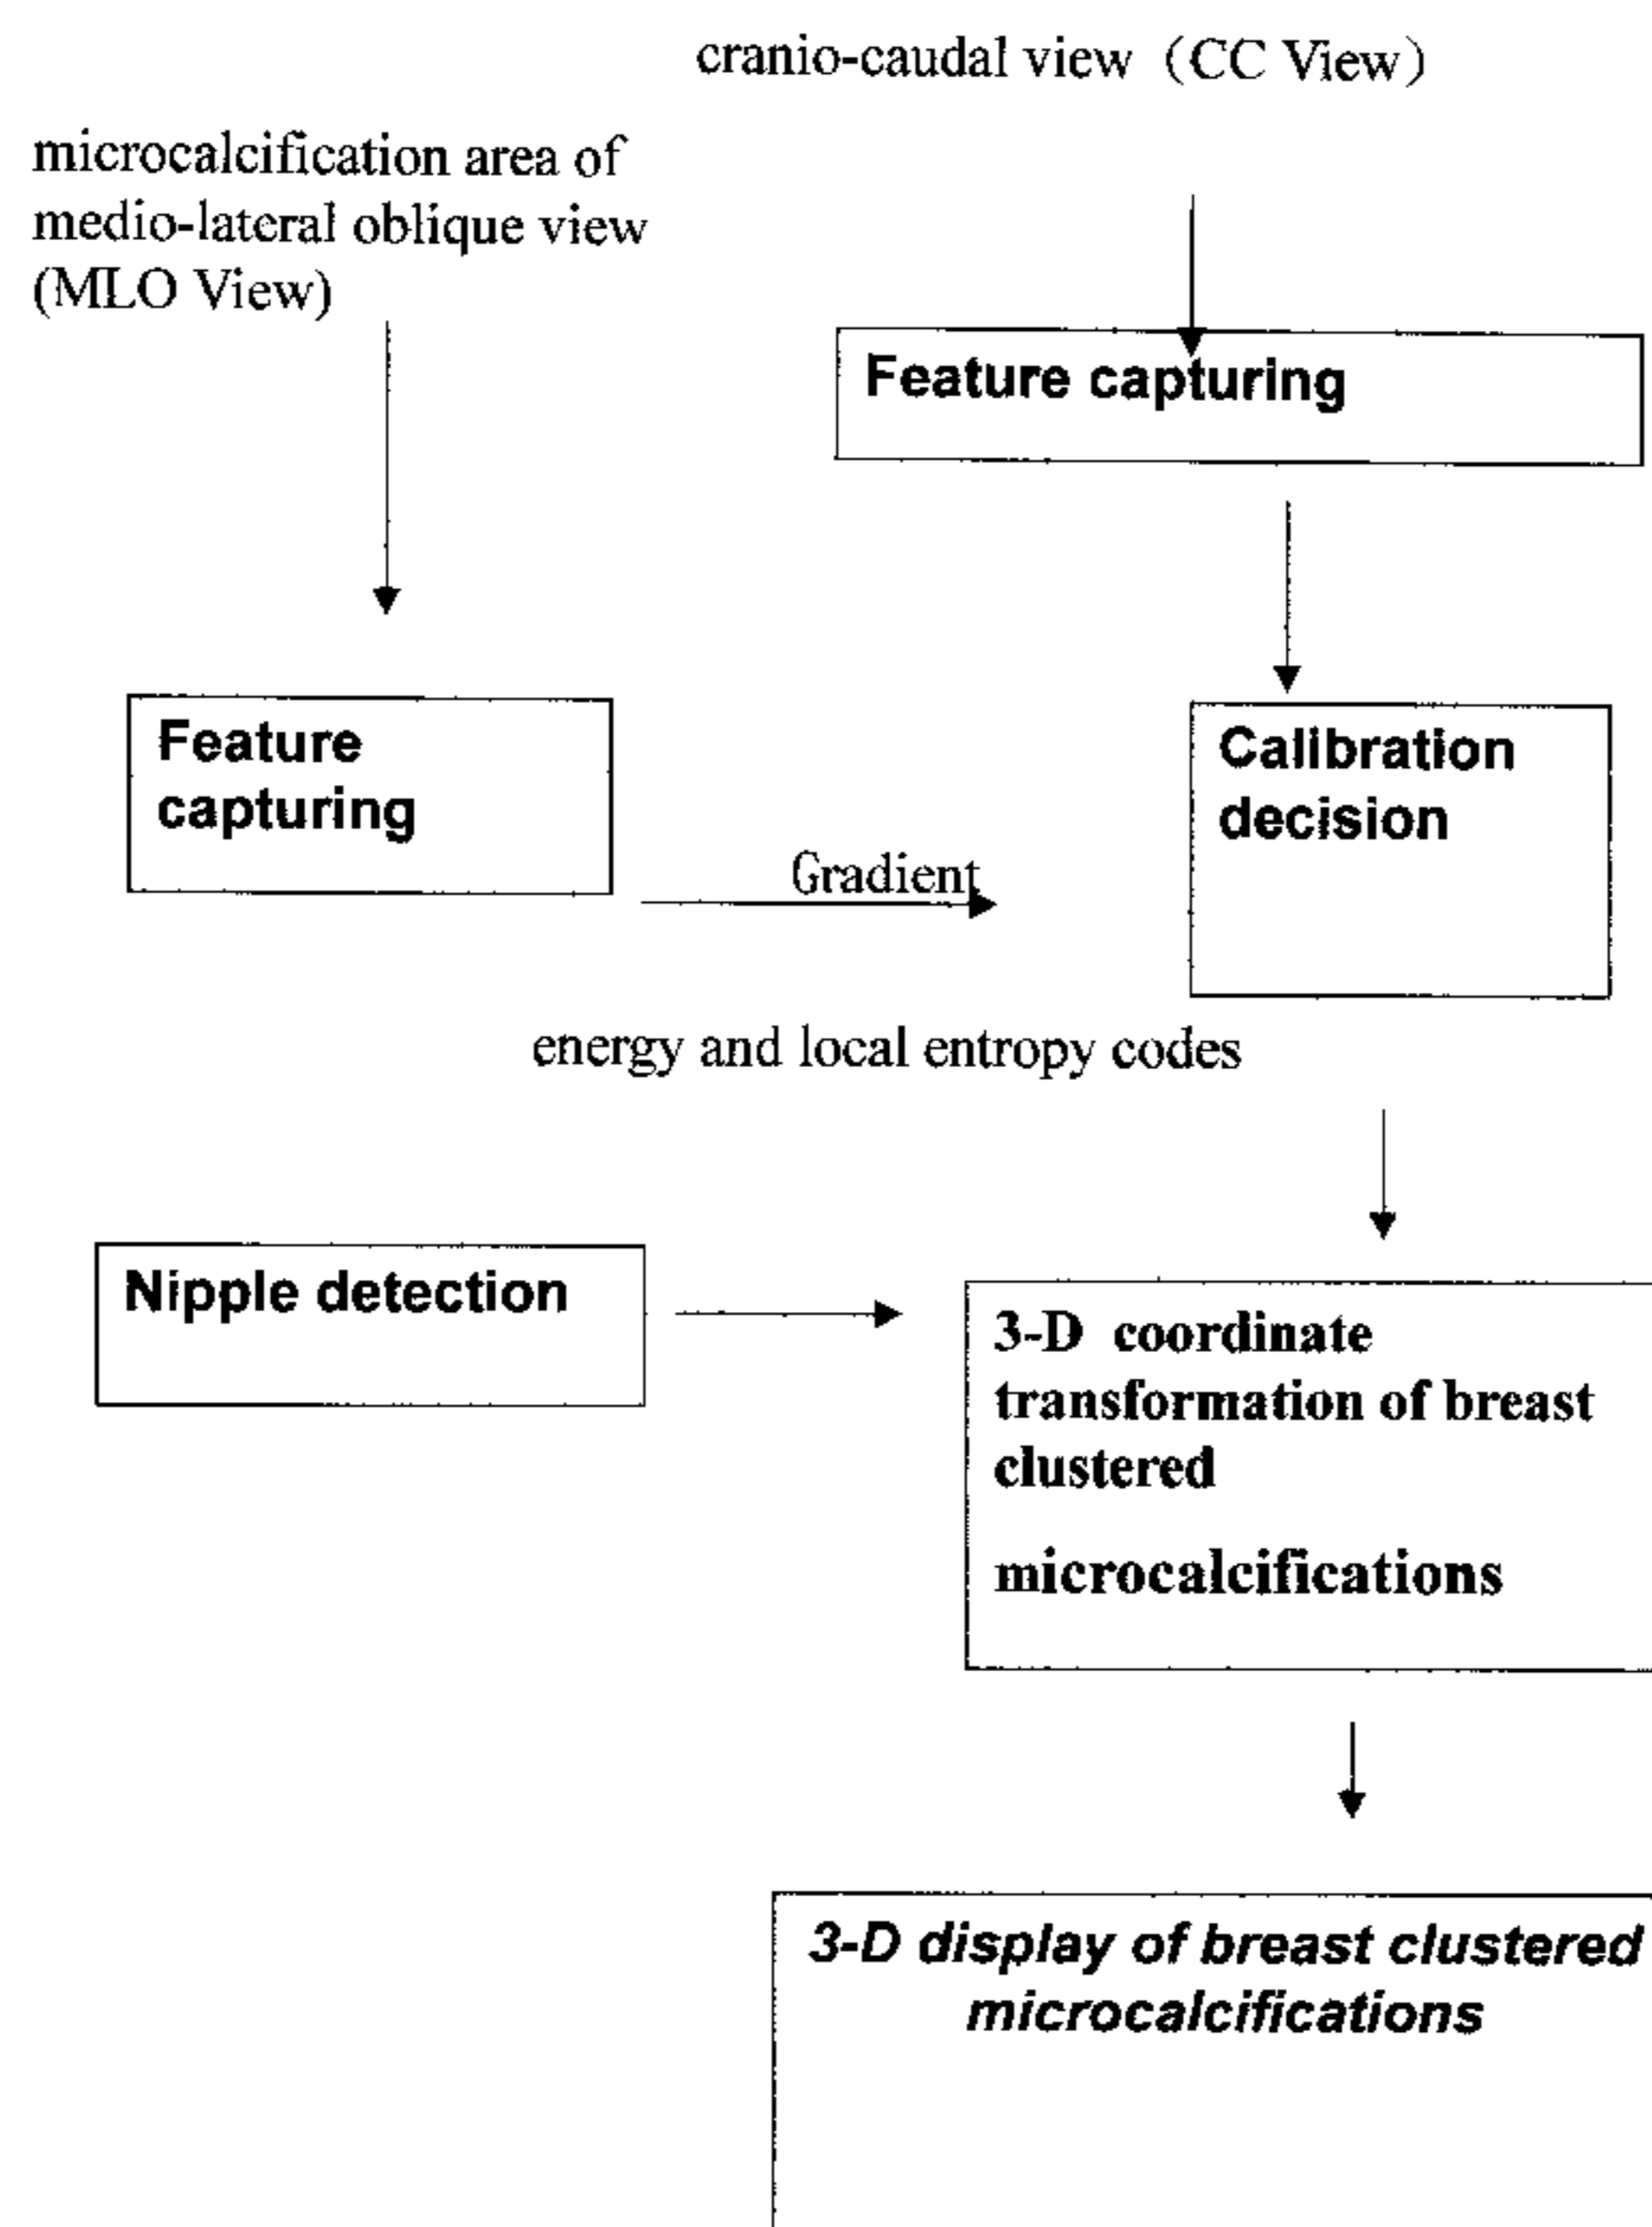 cranio-caudal view（CC View）
microcalcification area of
medio-lateral oblique view
(MLO View)
Feature capturing
Feature
capturing
Calibration
decision
Gradient
energy and local entropy codes
Nipple detection
3-D coordinate
transformation of breast
clustered
microcalcifications
3-D display of breast clustered
microcalcifications